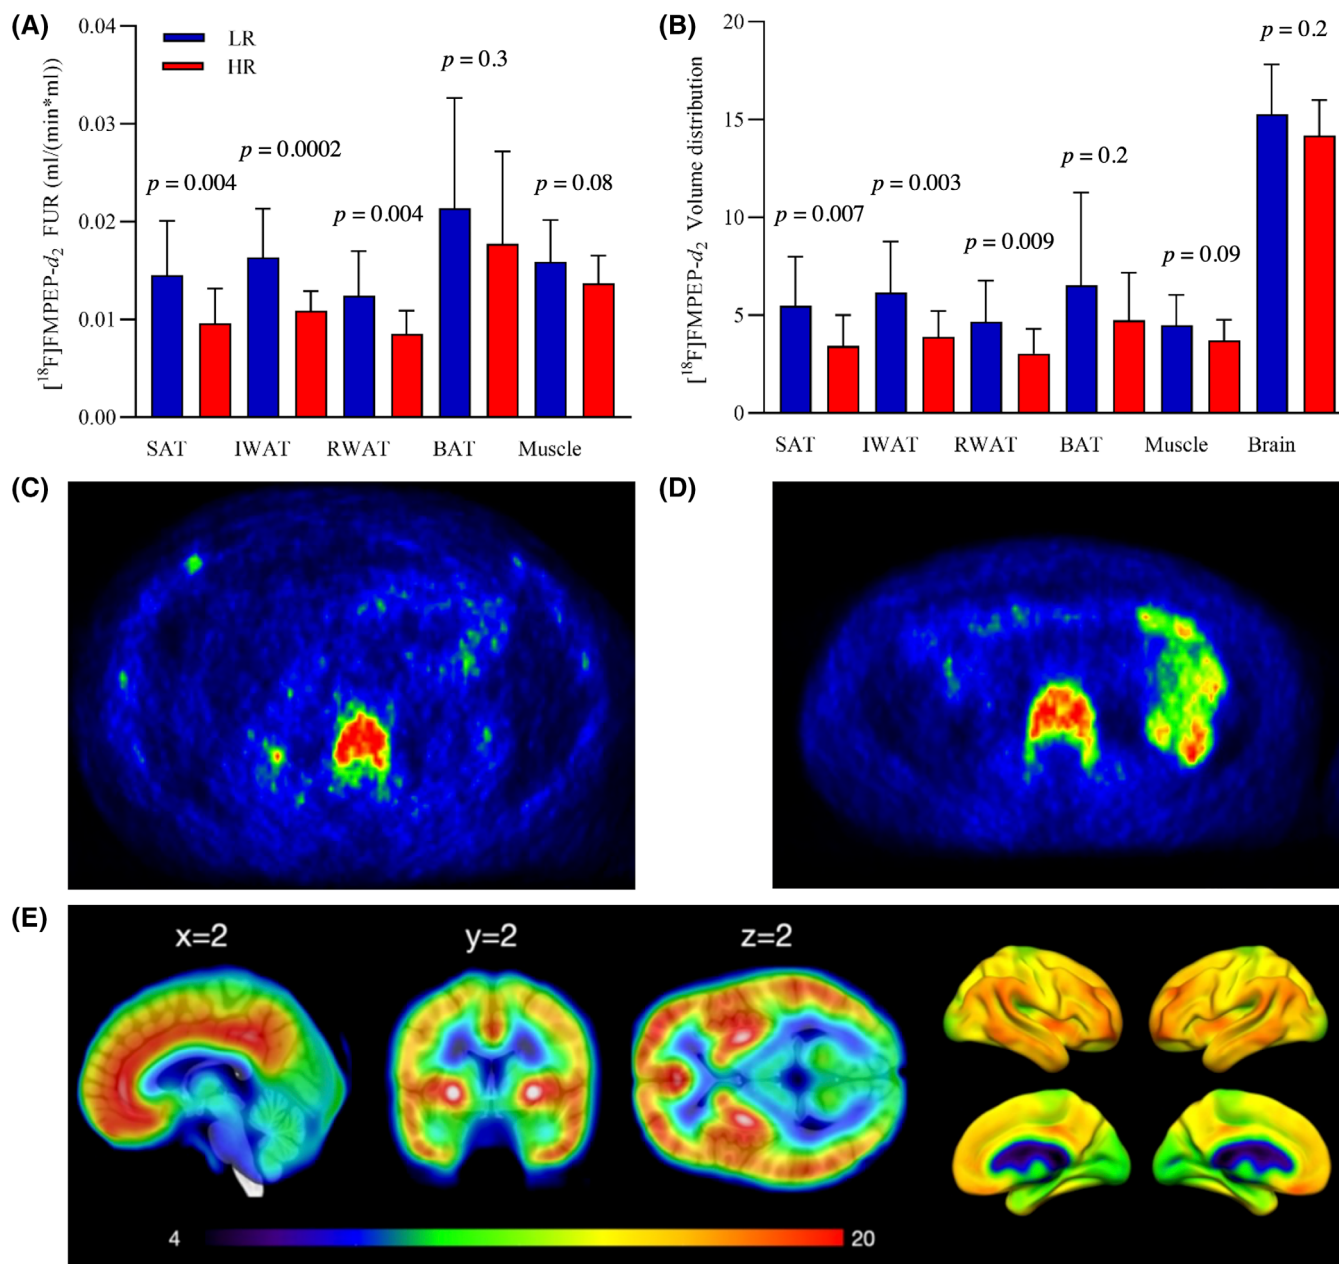 (A)
[¹⁸F]FMPEP-d₂ FUR (ml/(min*ml))
0.04
0.03
0.02
0.01
0.00
LR
HR
p = 0.004
p = 0.0002
p = 0.004
p = 0.3
p = 0.08
SAT IWAT RWAT BAT Muscle
(B)
[¹⁸F]FMPEP-d₂ Volume distribution
20
15
10
5
0
p = 0.007
p = 0.003
p = 0.009
p = 0.2
p = 0.09
p = 0.2
SAT IWAT RWAT BAT Muscle Brain
(C)
(D)
(E)
x=2 y=2 z=2
4 20